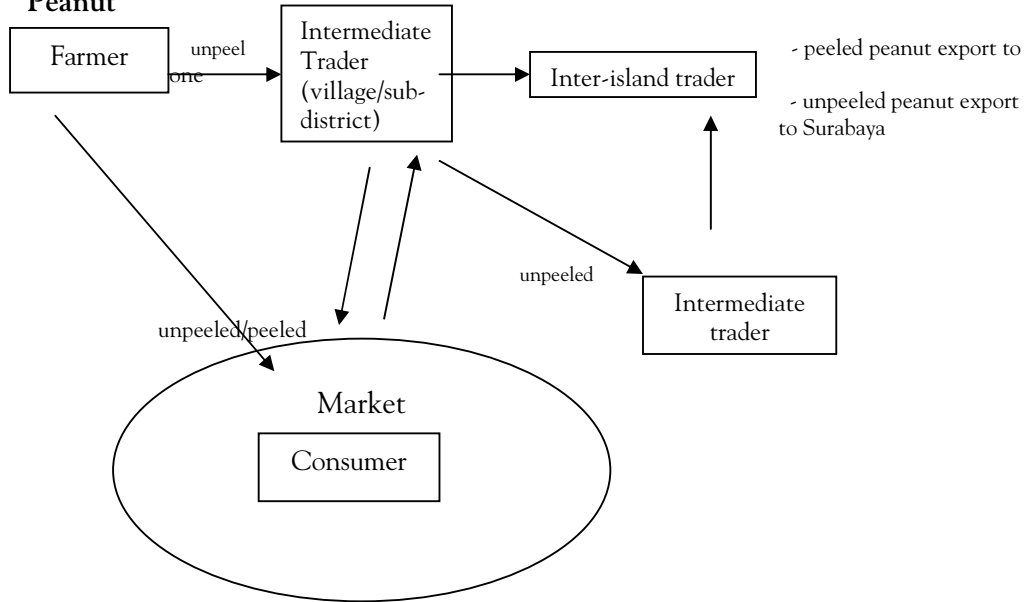 Peanut
Farmer
unpeel
one
Intermediate
Trader
(village/sub-
district)
Inter-island trader
- peeled peanut export to
- unpeeled peanut export
to Surabaya
unpeeled
Intermediate
trader
unpeeled/peeled
Market
Consumer